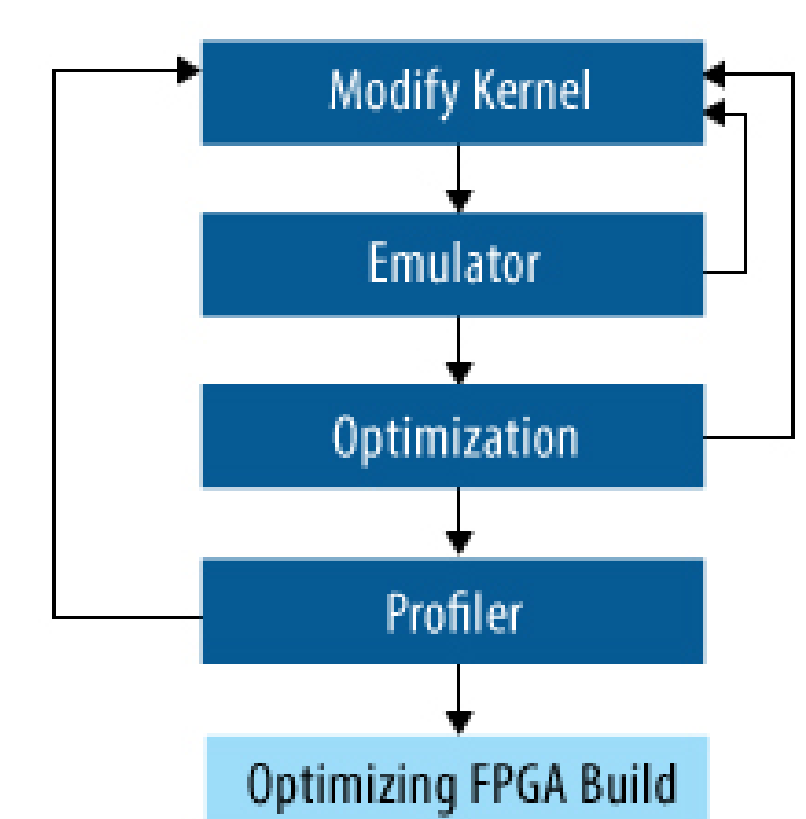 Modify Kernel
Emulator
Optimization
Profiler
Optimizing FPGA Build